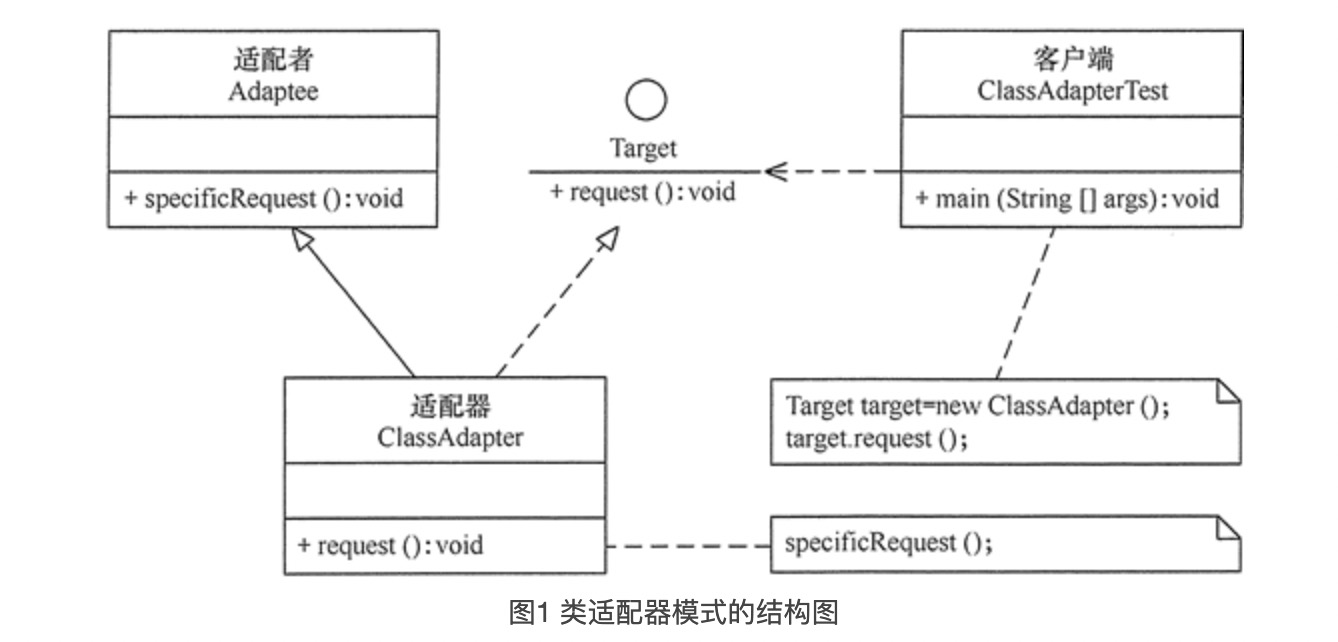 适配者
Adaptee
+ specificRequest (): void
Target
+ request (): void
客户端
ClassAdapterTest
+ main (String [] args): void
适配器
ClassAdapter
+ request (): void
Target target=new ClassAdapter ();
target.request ();
specificRequest ();
图1 类适配器模式的结构图